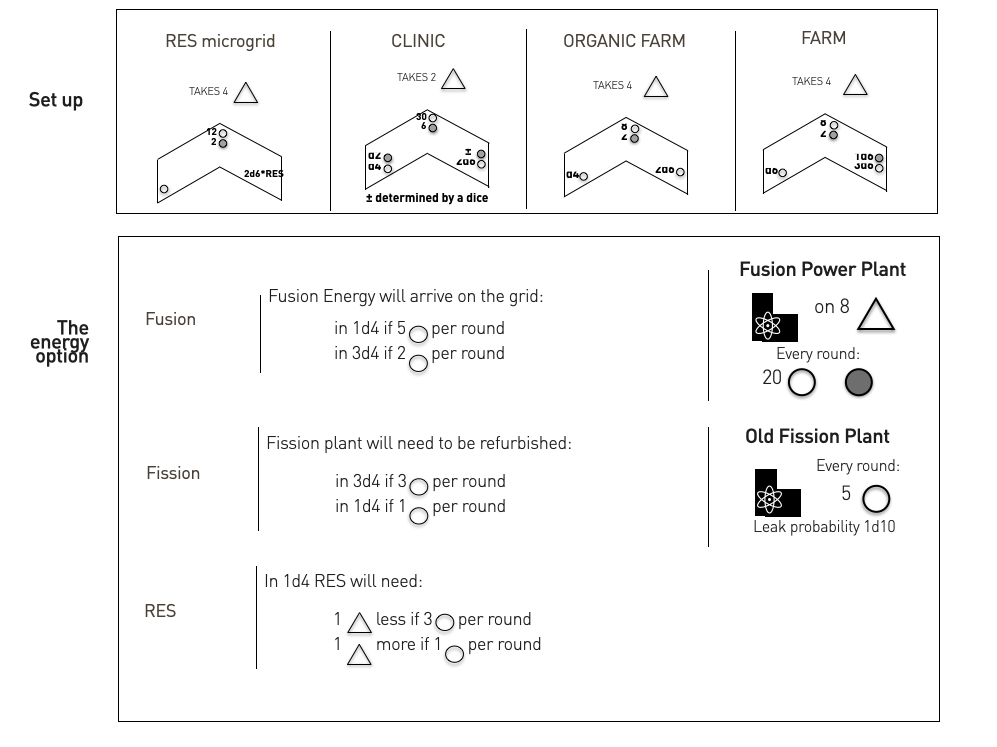 Set up
RES microgrid
TAKES 4
12
2
2d6*RES
CLINIC
TAKES 2
30
6
± determined by a dice
ORGANIC FARM
TAKES 4
FARM
TAKES 4
The
energy
option
Fusion
Fusion Energy will arrive on the grid:
in 1d4 if 5 per round
in 3d4 if 2 per round
Fusion Power Plant
on 8
Every round:
20
Fission
Fission plant will need to be refurbished:
in 3d4 if 3 per round
in 1d4 if 1 per round
Old Fission Plant
Every round:
5
Leak probability 1d10
RES
In 1d4 RES will need:
1 less if 3 per round
1 more if 1 per round